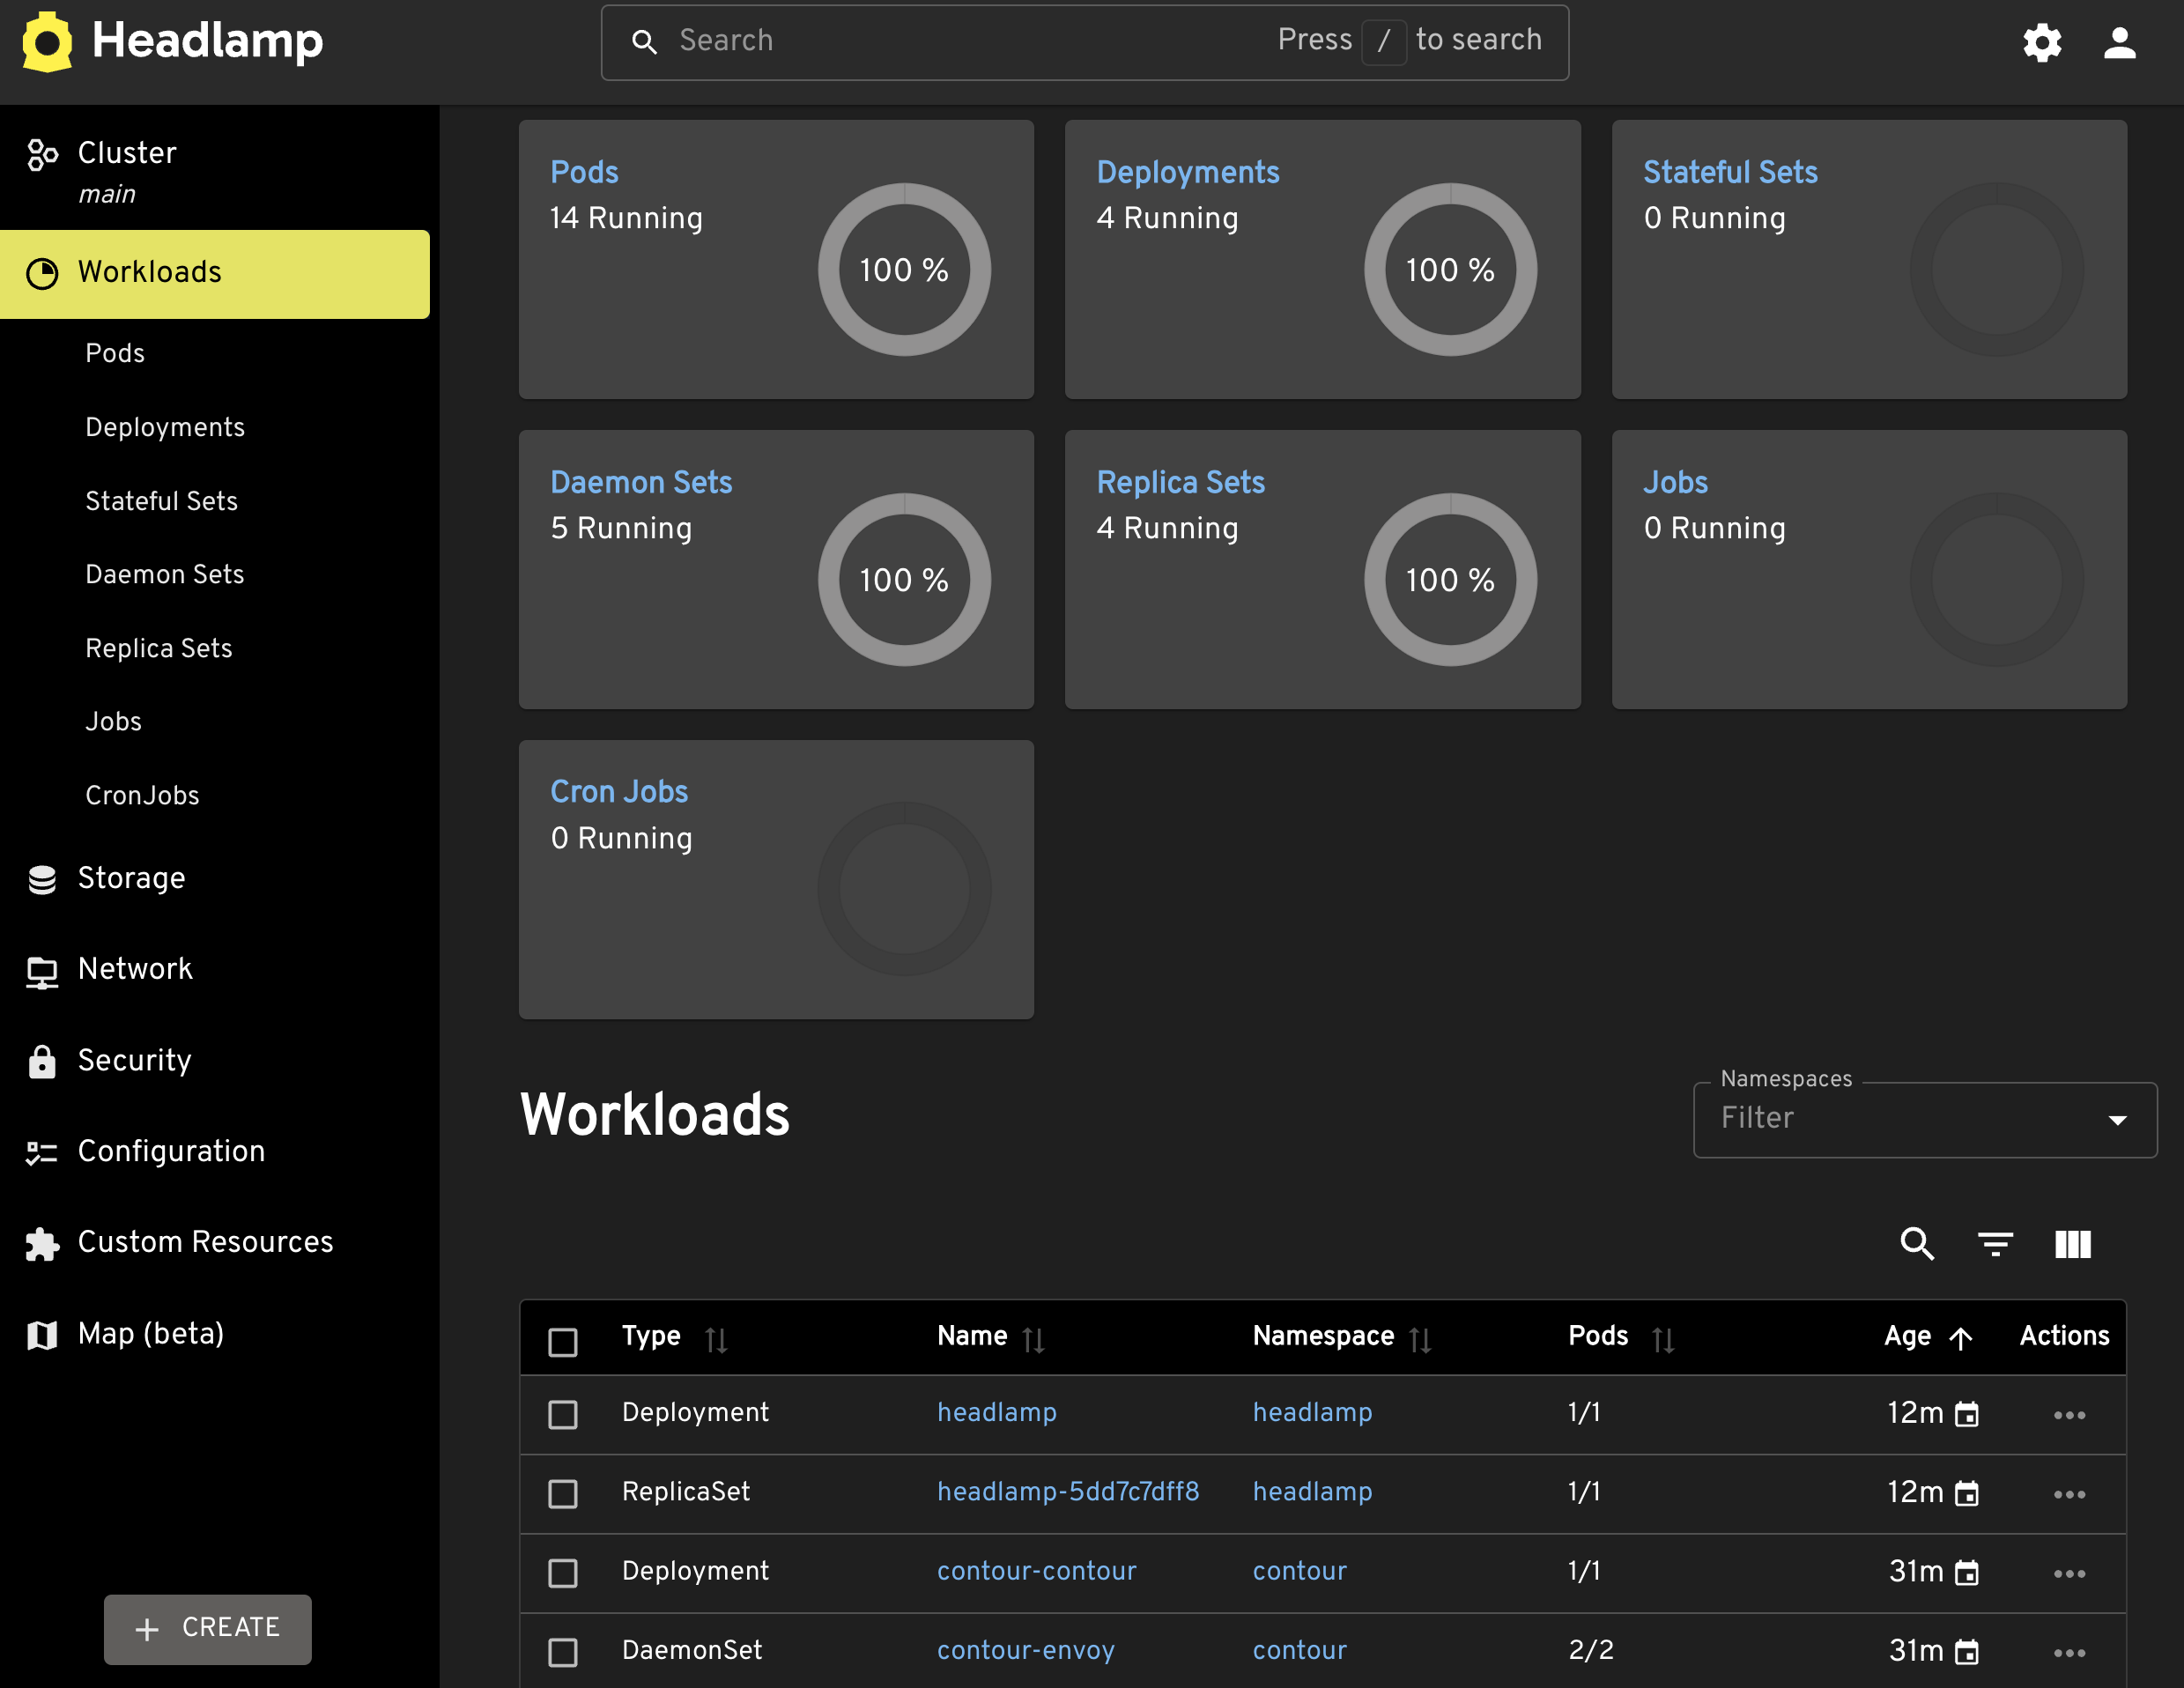 Headlamp
Search
Press / to search
Cluster
main
Workloads
Pods
Deployments
Stateful Sets
Daemon Sets
Replica Sets
Jobs
CronJobs
Storage
Network
Security
Configuration
Custom Resources
Map (beta)
+ CREATE
Pods
14 Running
100 %
Deployments
4 Running
100 %
Stateful Sets
0 Running
Daemon Sets
5 Running
100 %
Replica Sets
4 Running
100 %
Jobs
0 Running
Cron Jobs
0 Running
Workloads
Namespaces
Filter
Type Name Namespace Pods Age Actions
Deployment headlamp headlamp 1/1 12m
ReplicaSet headlamp-5dd7c7dff8 headlamp 1/1 12m
Deployment contour-contour contour 1/1 31m
DaemonSet contour-envoy contour 2/2 31m